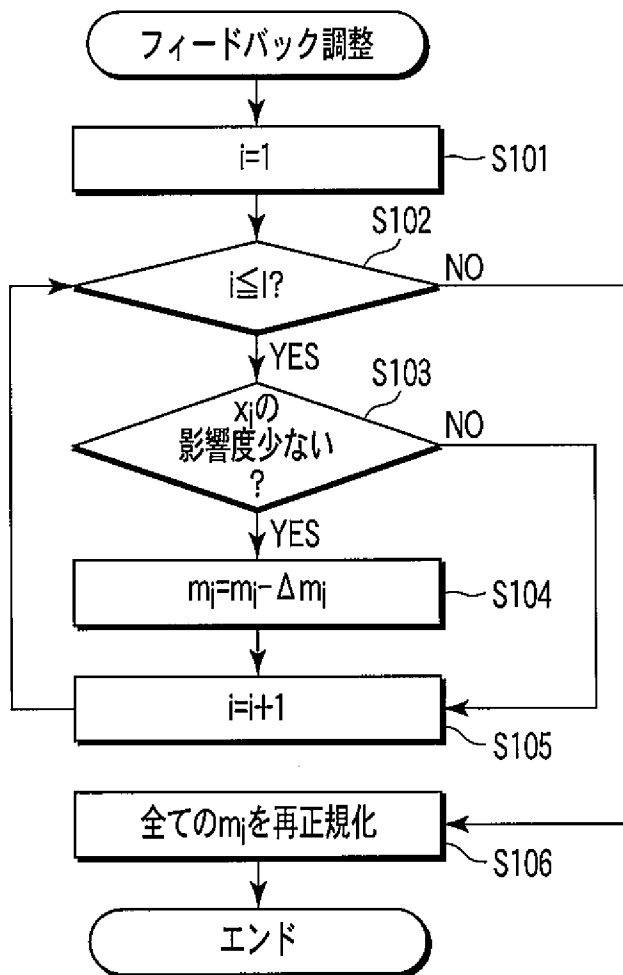 フィードバック調整
i=1
S101
S102
i≦I?
NO
YES
S103
xiの
影響度少ない
?
NO
YES
mi=mi-Δmi
S104
i=i+1
S105
全てのmiを再正規化
S106
エンド